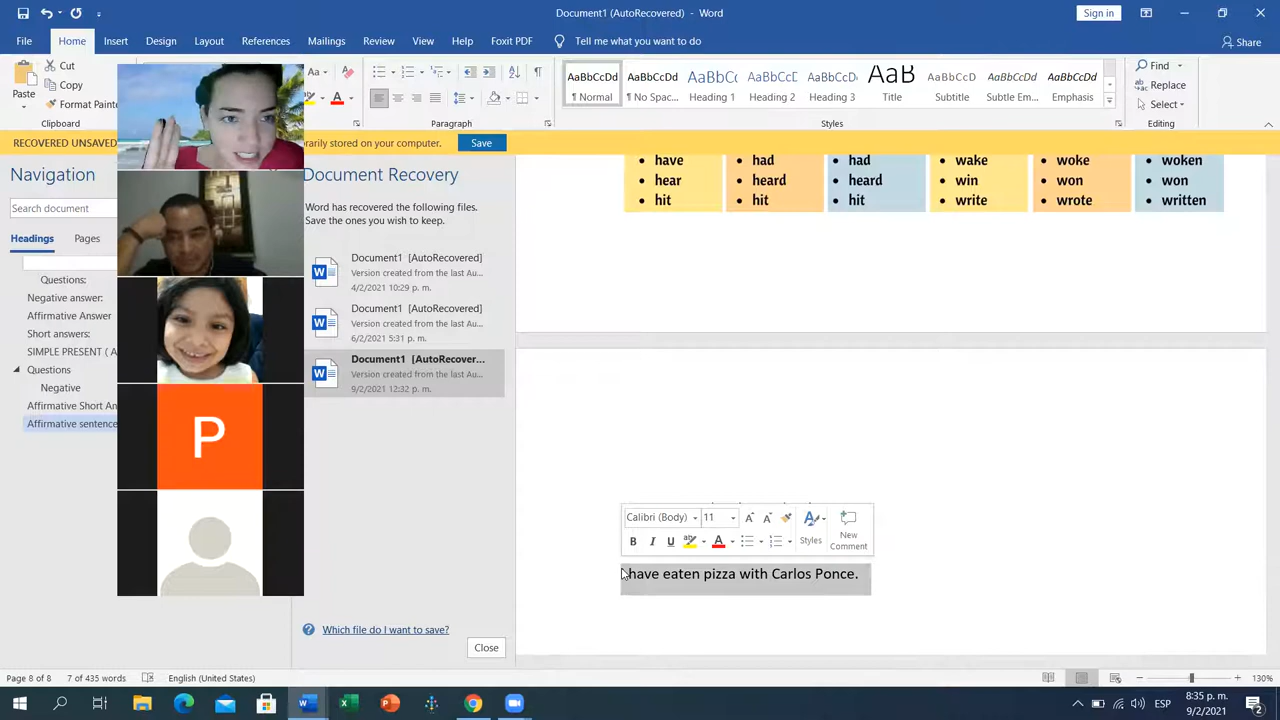 Document1 (AutoRecovered) - Word
Sign in
File
Home
Insert
Design
Layout
References
Mailings
Review
View
Help
Foxit PDF
Tell me what you want to do
Share
Cut
Copy
Format Painte
Paste
Clipboard
Aa
Paragraph
AaBbCcDd
¶ Normal
AaBbCcDd
¶ No Spac...
AaBbC
Heading 1
AaBbCcD
Heading 2
AaBbCcD
Heading 3
AaB
Title
AaBbCcD
Subtitle
AaBbCcDd
Subtle Em...
AaBbCcDd
Emphasis
Styles
Find
Replace
Select
Editing
RECOVERED UNSAVED
rarily stored on your computer.
Save
Navigation
Search document
Headings
Pages
Questions:
Negative answer:
Affirmative Answer
Short answers:
SIMPLE PRESENT ( A
Questions
Negative
Affirmative Short An
Affirmative sentence
Document Recovery
Word has recovered the following files.
Save the ones you wish to keep.
Document1 [AutoRecovered]
Version created from the last Au...
4/2/2021 10:29 p. m.
Document1 [AutoRecovered]
Version created from the last Au...
6/2/2021 5:31 p. m.
Document1 [AutoRecover...
Version created from the last Au...
9/2/2021 12:32 p. m.
Which file do I want to save?
Close
P
• have • had • had • wake • woke • woken
• hear • heard • heard • win • won • won
• hit • hit • hit • write • wrote • written
Calibri (Body) 11
B I U
Styles
New
Comment
have eaten pizza with Carlos Ponce.
Page 8 of 8
7 of 435 words
English (United States)
130%
ESP
8:35 p. m.
9/2/2021